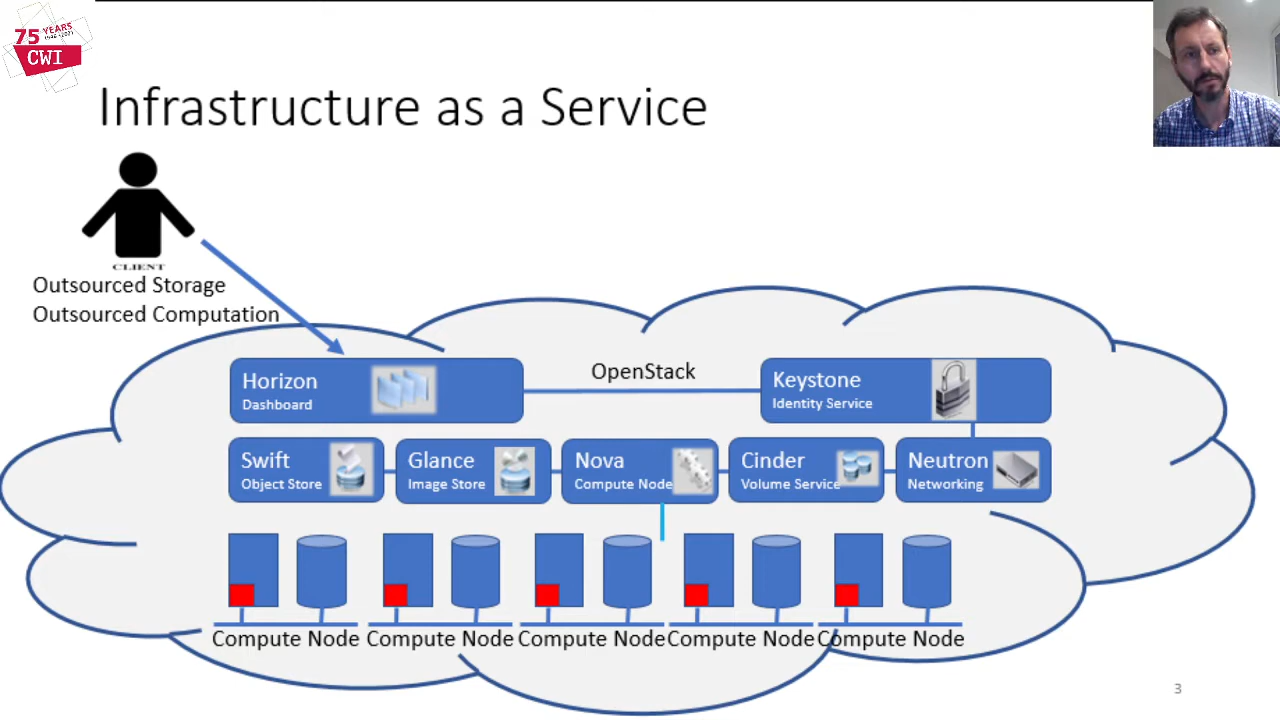 75 YEARS
CWI
Infrastructure as a Service
CLIENT
Outsourced Storage
Outsourced Computation
OpenStack
Horizon
Dashboard
Keystone
Identity Service
Swift
Object Store
Glance
Image Store
Nova
Compute Node
Cinder
Volume Service
Neutron
Networking
Compute Node
Compute Node
Compute Node
Compute Node
Compute Node
3